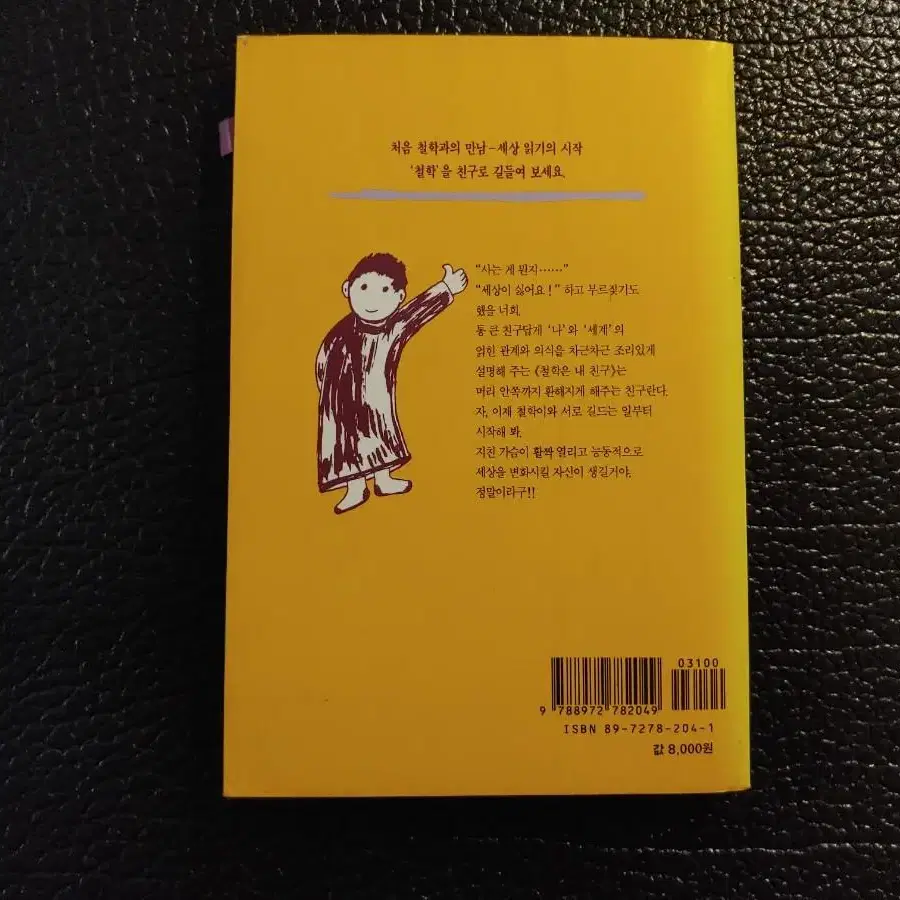 처음 철학과의 만남-세상 읽기의 시작
'철학'을 친구로 길들여 보세요.
"사는 게 뭔지……"
"세상이 싫어요!" 하고 부르짖기도
했을 너희.
통 큰 친구답게 '나'와 '세계'의
얽힌 관계와 의식을 차근차근 조리있게
설명해 주는 《철학은 내 친구》는
머리 안쪽까지 환해지게 해주는 친구란다.
자, 이제 철학이와 서로 길드는 일부터
시작해 봐.
지친 가슴이 활짝 열리고 능동적으로
세상을 변화시킬 자신이 생길거야.
정말이라구!!
03100
9 788972 782049
ISBN 89-7278-204-1
값 8,000원